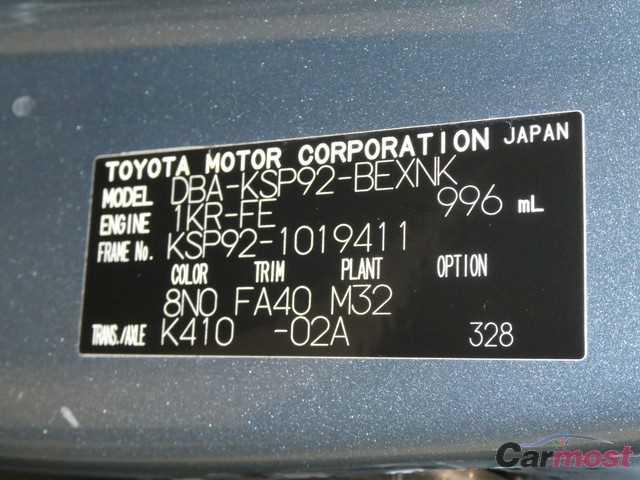 TOYOTA MOTOR CORPORATION JAPAN
MODEL DBA-KSP92-BEXNK
ENGINE 1KR-FE 996 mL
FRAME No. KSP92-1019411
COLOR TRIM PLANT OPTION
8N0 FA40 M32
TRANS./AXLE K410 -02A 328
Carmost